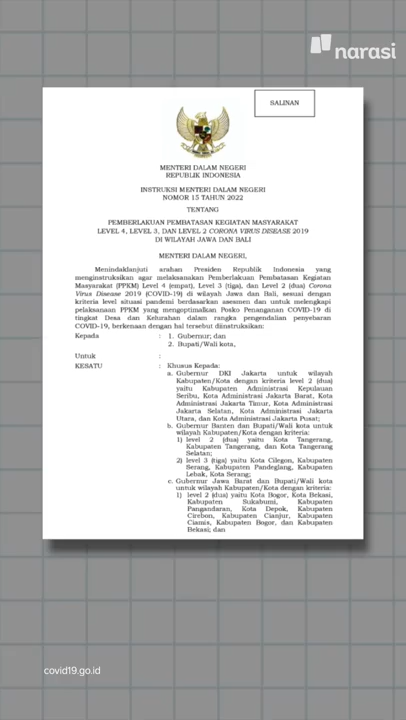 narasi
SALINAN
MENTERI DALAM NEGERI
REPUBLIK INDONESIA
INSTRUKSI MENTERI DALAM NEGERI
NOMOR 15 TAHUN 2022
TENTANG
PEMBERLAKUAN PEMBATASAN KEGIATAN MASYARAKAT
LEVEL 4, LEVEL 3, DAN LEVEL 2 CORONA VIRUS DISEASE 2019
DI WILAYAH JAWA DAN BALI
MENTERI DALAM NEGERI,
Menindaklanjuti arahan Presiden Republik Indonesia yang
menginstruksikan agar melaksanakan Pemberlakuan Pembatasan Kegiatan
Masyarakat (PPKM) Level 4 (empat), Level 3 (tiga), dan Level 2 (dua) Corona
Virus Disease 2019 (COVID-19) di wilayah Jawa dan Bali, sesuai dengan
kriteria level situasi pandemi berdasarkan asesmen dan untuk melengkapi
pelaksanaan PPKM yang mengoptimalkan Posko Penanganan COVID-19 di
tingkat Desa dan Kelurahan dalam rangka pengendalian penyebaran
COVID-19, berkenaan dengan hal tersebut diinstruksikan:
Kepada : 1. Gubernur; dan
2. Bupati/Wali kota,
Untuk :
KESATU : Khusus Kepada:
a. Gubernur DKI Jakarta untuk wilayah
Kabupaten/Kota dengan kriteria level 2 (dua)
yaitu Kabupaten Administrasi Kepulauan
Seribu, Kota Administrasi Jakarta Barat, Kota
Administrasi Jakarta Timur, Kota Administrasi
Jakarta Selatan, Kota Administrasi Jakarta
Utara, dan Kota Administrasi Jakarta Pusat;
b. Gubernur Banten dan Bupati/Wali kota untuk
wilayah Kabupaten/Kota dengan kriteria:
1) level 2 (dua) yaitu Kota Tangerang,
Kabupaten Tangerang, dan Kota Tangerang
Selatan;
2) level 3 (tiga) yaitu Kota Cilegon, Kabupaten
Serang, Kabupaten Pandeglang, Kabupaten
Lebak, Kota Serang;
c. Gubernur Jawa Barat dan Bupati/Wali kota
untuk wilayah Kabupaten/Kota dengan kriteria:
1) level 2 (dua) yaitu Kota Bogor, Kota Bekasi,
Kabupaten Sukabumi, Kabupaten
Pangandaran, Kota Depok, Kabupaten
Cirebon, Kabupaten Cianjur, Kabupaten
Ciamis, Kabupaten Bogor, dan Kabupaten
Bekasi; dan
covid19.go.id